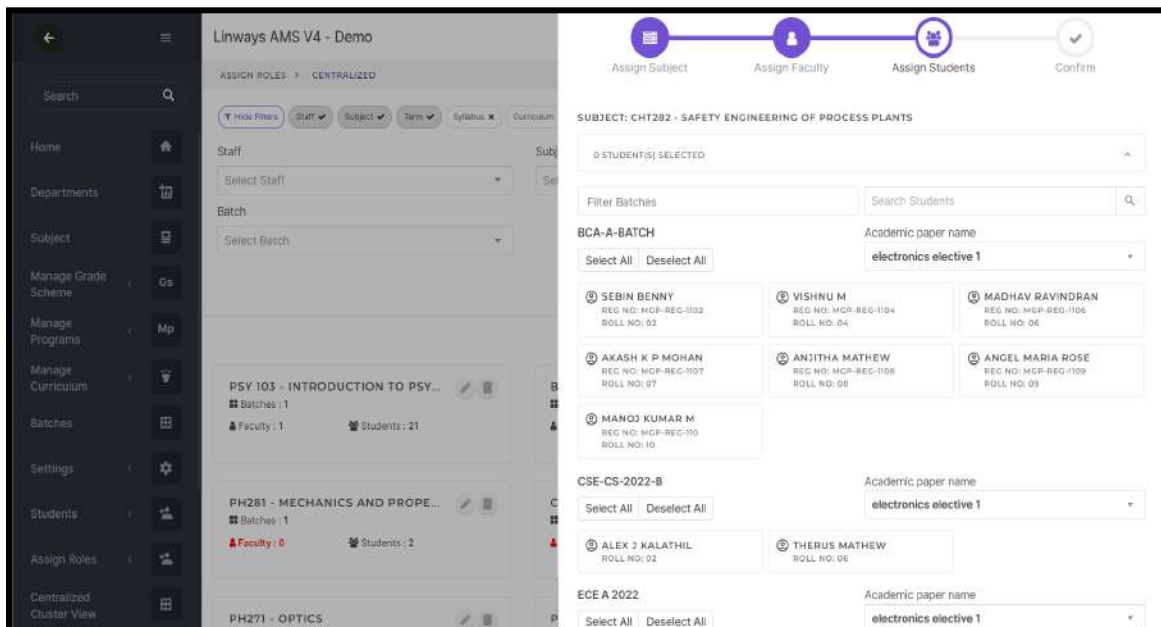 Search
Home
Departments
Subject
Manage Grade
Scheme
Gs
Manage
Programs
Mp
Manage
Curriculum
Batches
Settings
Students
Assign Roles
Centralized
Cluster View
Linways AMS V4 - Demo
ASSIGN ROLES > CENTRALIZED
Hide Filters
Staff
Subject
Term
Syllabus
Curriculum
Staff
Subj
Select Staff
Sel
Batch
Select Batch
PSY 103 - INTRODUCTION TO PSY...
Batches : 1
Faculty : 1 Students : 21
B
PH281 - MECHANICS AND PROPE...
Batches : 1
Faculty : 0 Students : 2
C
PH271 - OPTICS
P
Assign Subject
Assign Faculty
Assign Students
Confirm
SUBJECT: CHT282 - SAFETY ENGINEERING OF PROCESS PLANTS
0 STUDENT(S) SELECTED
Filter Batches
Search Students
BCA-A-BATCH
Academic paper name
Select All Deselect All
electronics elective 1
SEBIN BENNY
REG NO: MGP-REG-1102
ROLL NO: 02
VISHNU M
REG NO: MGP-REG-1104
ROLL NO: 04
MADHAV RAVINDRAN
REG NO: MGP-REG-1106
ROLL NO: 06
AKASH K P MOHAN
REG NO: MGP-REG-1107
ROLL NO: 07
ANJITHA MATHEW
REG NO: MGP-REG-1108
ROLL NO: 08
ANGEL MARIA ROSE
REG NO: MGP-REG-1109
ROLL NO: 09
MANOJ KUMAR M
REG NO: MGP-REG-110
ROLL NO: 10
CSE-CS-2022-B
Academic paper name
Select All Deselect All
electronics elective 1
ALEX J KALATHIL
ROLL NO: 02
THERUS MATHEW
ROLL NO: 06
ECE A 2022
Academic paper name
Select All Deselect All
electronics elective 1